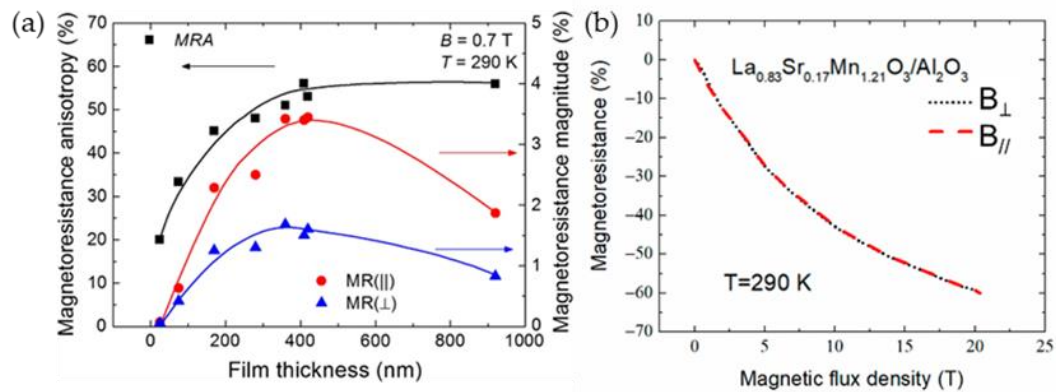 (a)
MRA
B = 0.7 T
T = 290 K
MR(||)
MR(⊥)
Magnetoresistance anisotropy (%)
70
60
50
40
30
20
10
0
Magnetoresistance magnitude (%)
5
4
3
2
1
0
0 200 400 600 800 1000
Film thickness (nm)
(b)
La0.83Sr0.17Mn1.21O3/Al2O3
B⊥
B//
T=290 K
Magnetoresistance (%)
10
0
−10
−20
−30
−40
−50
−60
−70
0 5 10 15 20 25
Magnetic flux density (T)